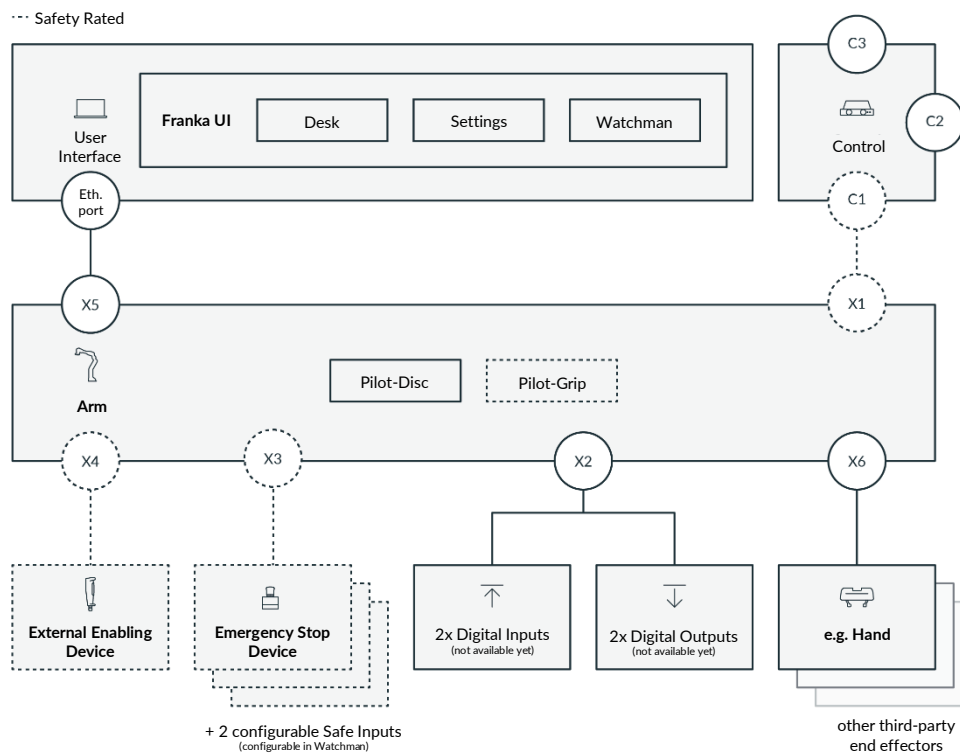 Safety Rated
C3
Franka UI
Desk
Settings
Watchman
User
Interface
C2
Control
Eth.
port
C1
X5
X1
Pilot-Disc
Pilot-Grip
Arm
X4
X3
X2
X6
External Enabling
Device
Emergency Stop
Device
2x Digital Inputs
(not available yet)
2x Digital Outputs
(not available yet)
e.g. Hand
+ 2 configurable Safe Inputs
(configurable in Watchman)
other third-party
end effectors